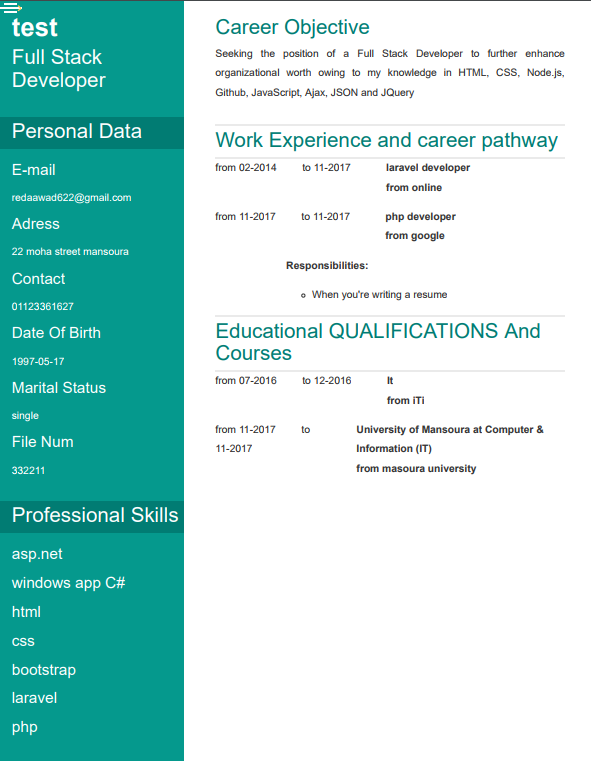 test
Full Stack
Developer
Personal Data
E-mail
redaawad622@gmail.com
Adress
22 moha street mansoura
Contact
01123361627
Date Of Birth
1997-05-17
Marital Status
single
File Num
332211
Professional Skills
asp.net
windows app C#
html
css
bootstrap
laravel
php
Career Objective
Seeking the position of a Full Stack Developer to further enhance
organizational worth owing to my knowledge in HTML, CSS, Node.js,
Github, JavaScript, Ajax, JSON and JQuery
Work Experience and career pathway
from 02-2014 to 11-2017 laravel developer
from online
from 11-2017 to 11-2017 php developer
from google
Responsibilities:
When you're writing a resume
Educational QUALIFICATIONS And
Courses
from 07-2016 to 12-2016 It
from iTi
from 11-2017 to University of Mansoura at Computer &
11-2017 Information (IT)
from masoura university